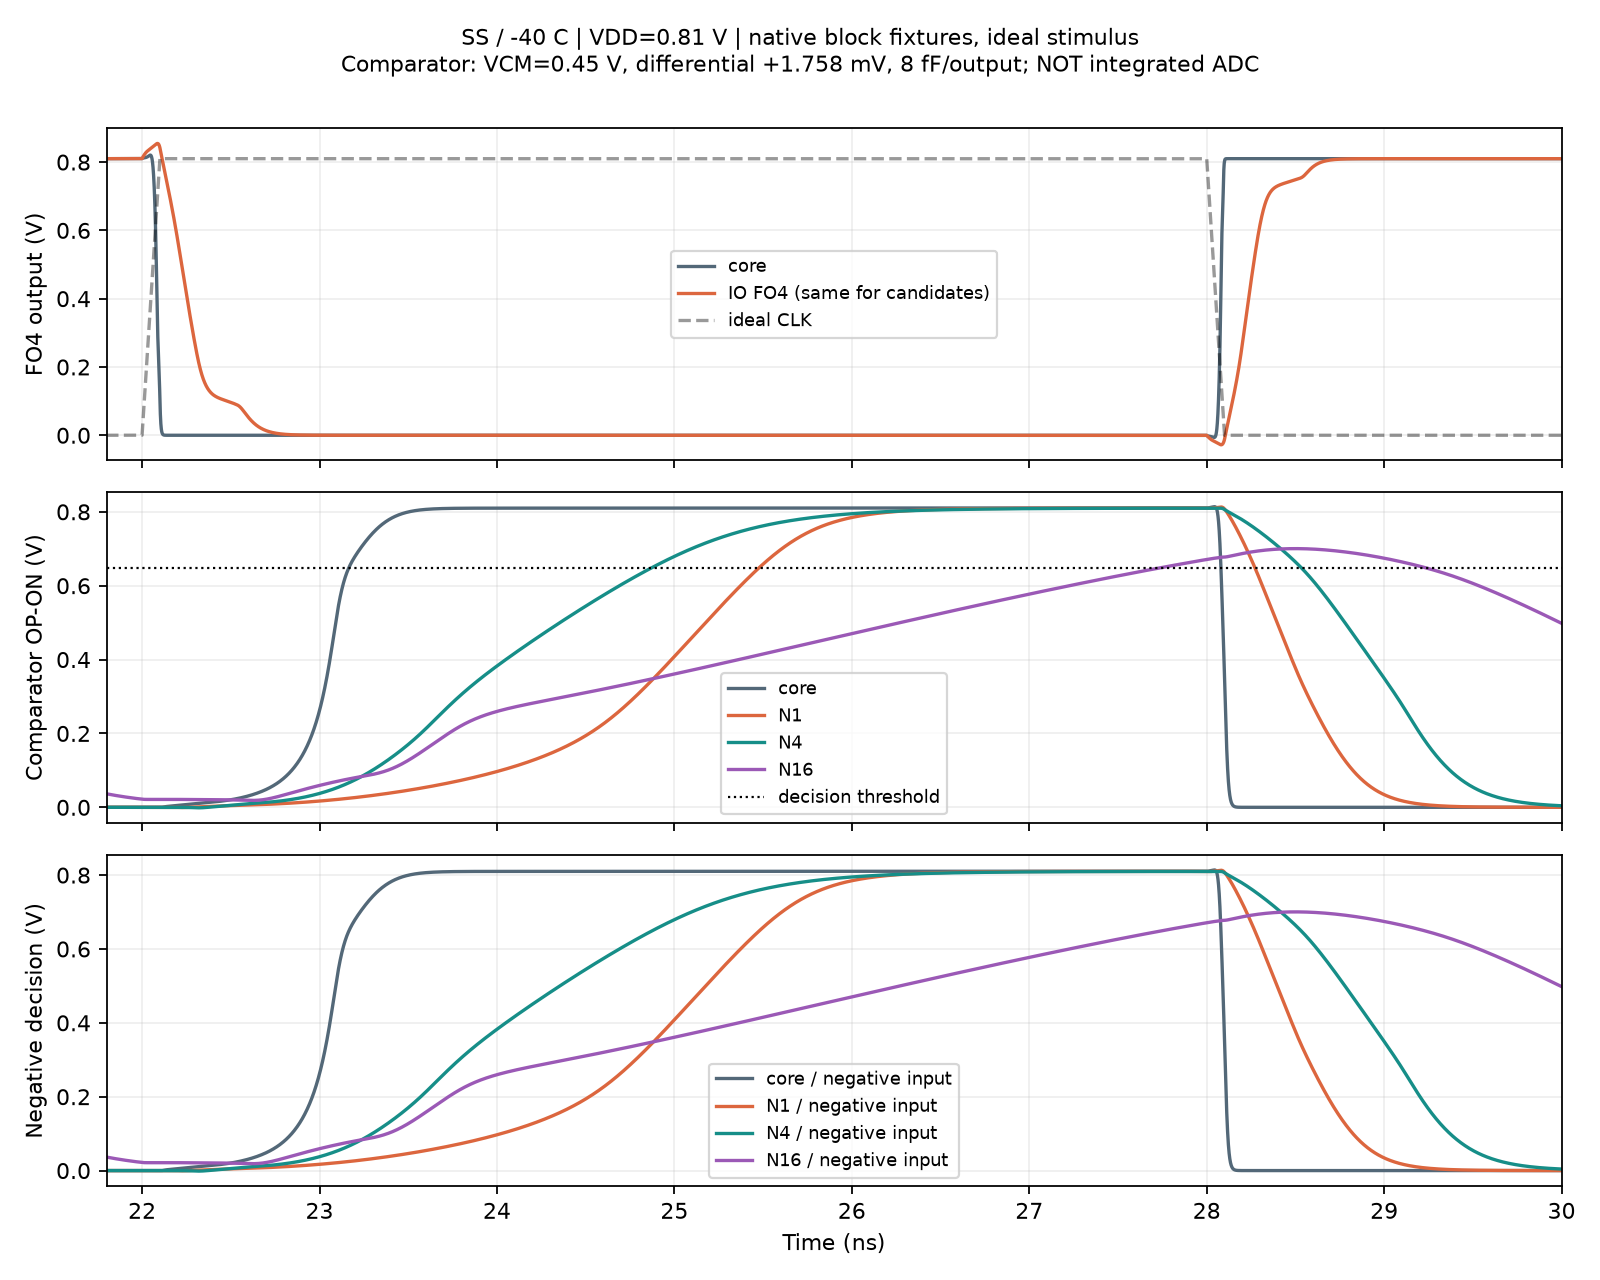 SS / -40 C | VDD=0.81 V | native block fixtures, ideal stimulus
Comparator: VCM=0.45 V, differential +1.758 mV, 8 fF/output; NOT integrated ADC
FO4 output (V)
0.8
0.6
0.4
0.2
0.0
core
IO FO4 (same for candidates)
ideal CLK
Comparator OP-ON (V)
0.8
0.6
0.4
0.2
0.0
core
N1
N4
N16
decision threshold
Negative decision (V)
0.8
0.6
0.4
0.2
0.0
core / negative input
N1 / negative input
N4 / negative input
N16 / negative input
22 23 24 25 26 27 28 29 30
Time (ns)